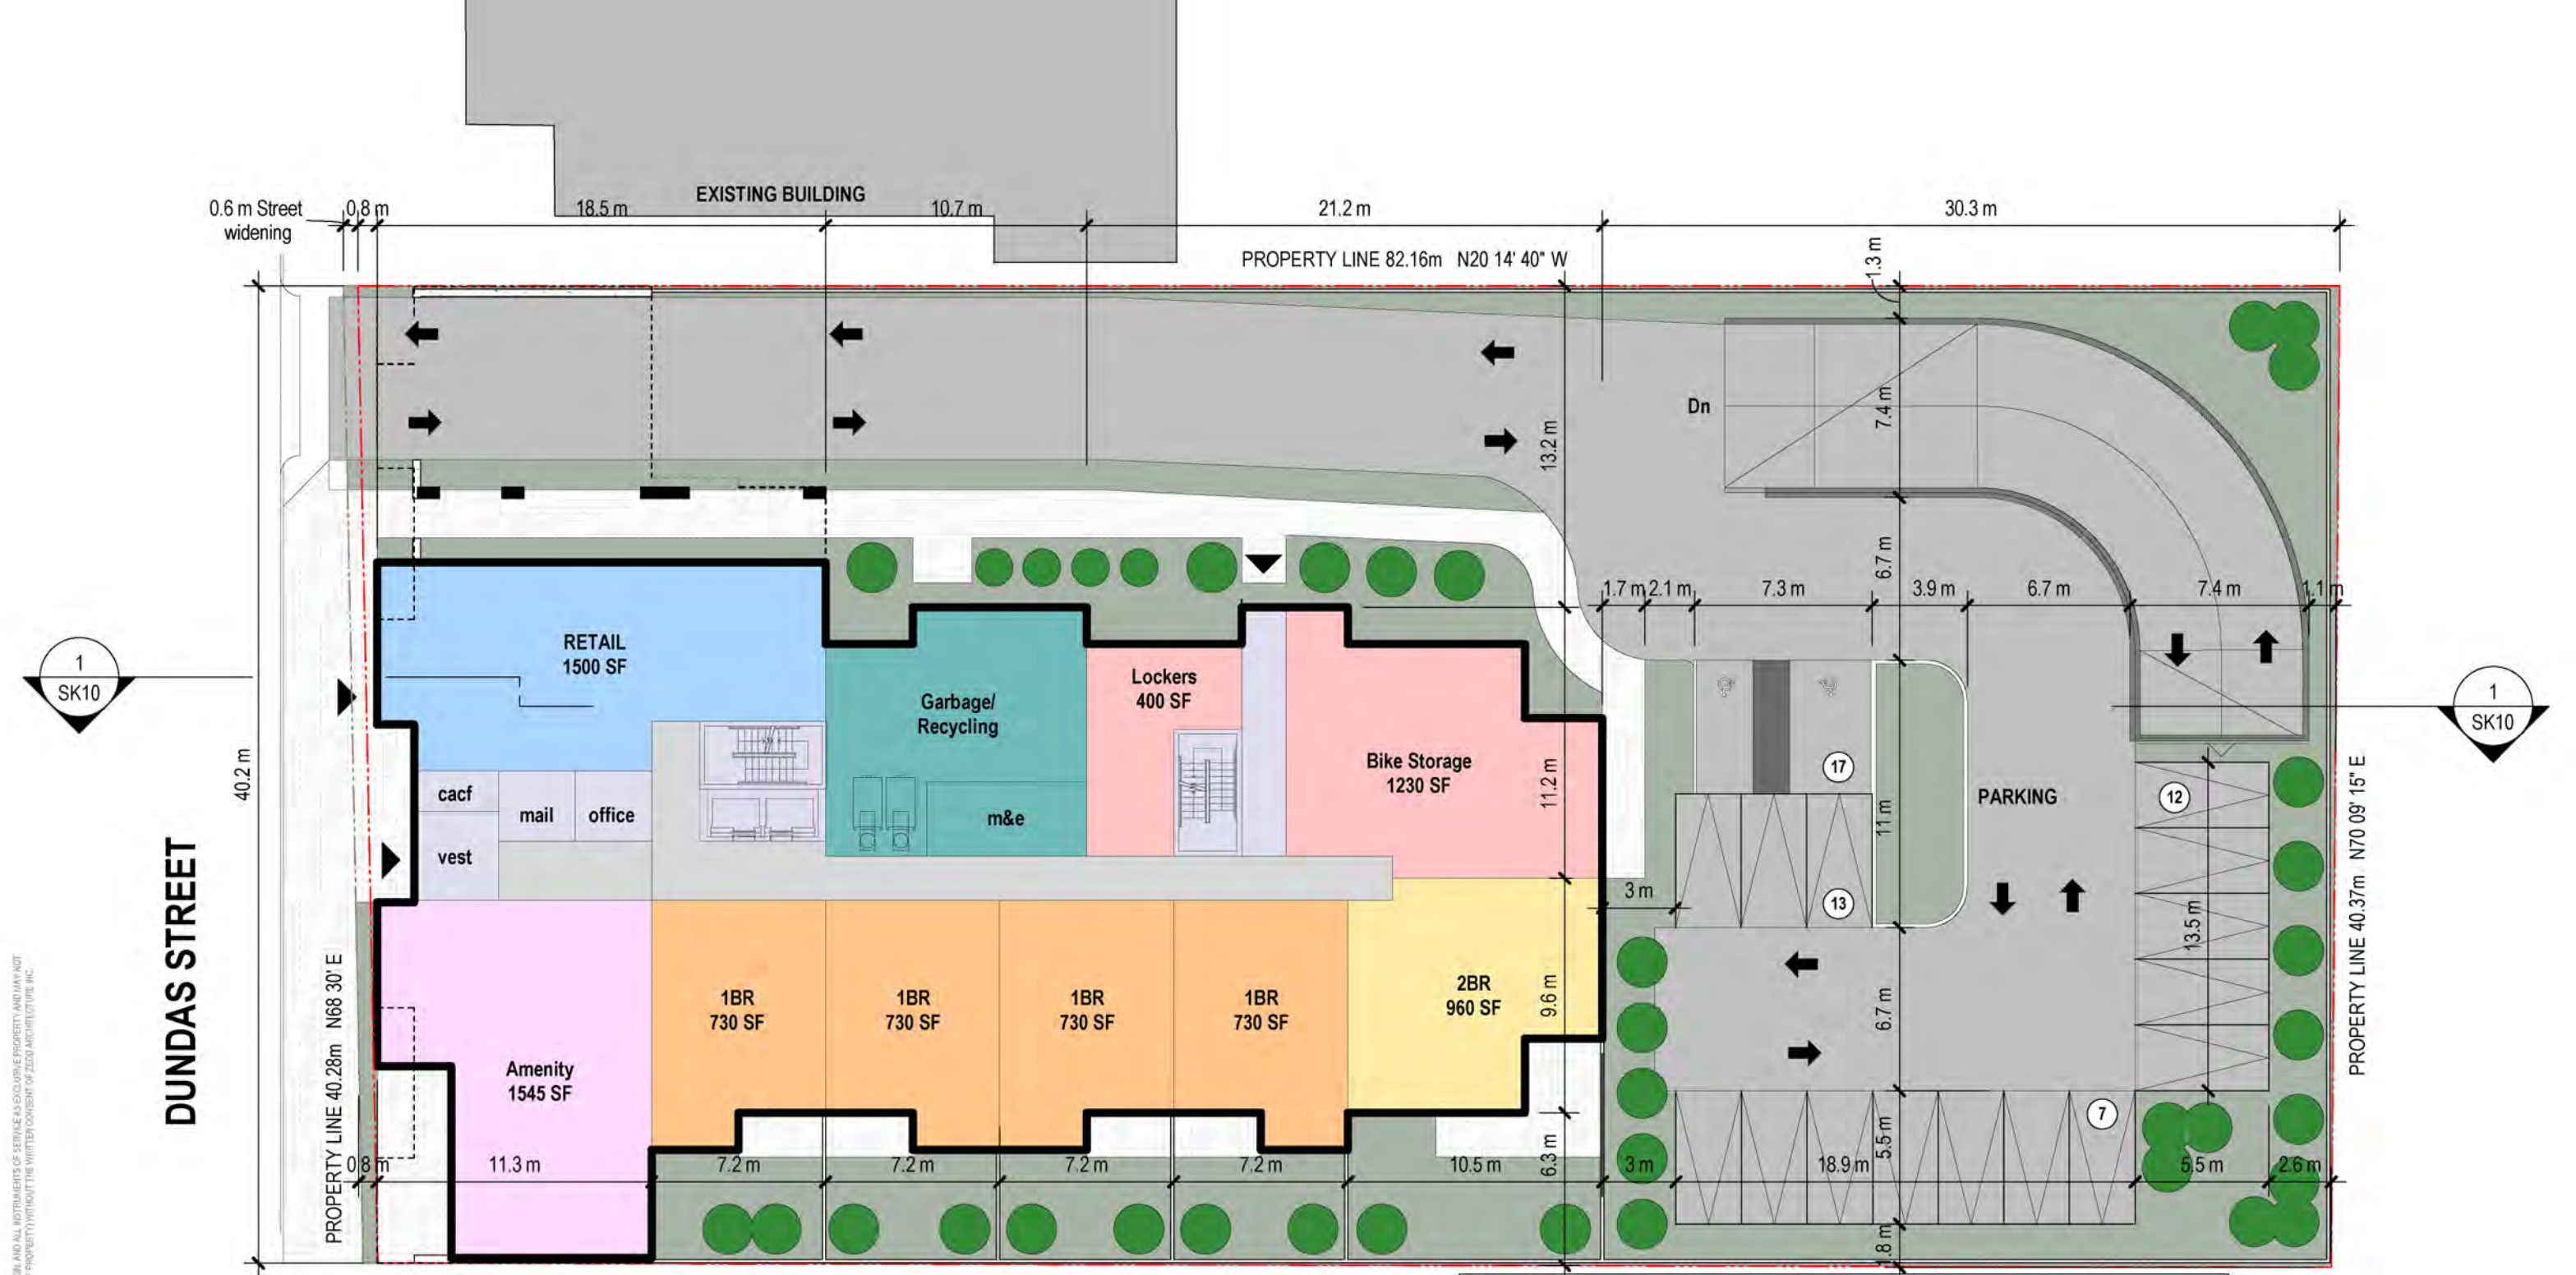 EXISTING BUILDING
0.6 m Street
widening
0.8 m
18.5 m
10.7 m
21.2 m
30.3 m
PROPERTY LINE 82.16m N20 14' 40" W
1.3 m
Dn
7.4 m
13.2 m
6.7 m
1.7 m
2.1 m
7.3 m
3.9 m
6.7 m
7.4 m
1.1 m
1
SK10
RETAIL
1500 SF
Garbage/
Recycling
Lockers
400 SF
Bike Storage
1230 SF
11.2 m
17
11 m
PARKING
12
1
SK10
40.2 m
cacf
mail
office
vest
m&e
3 m
13
13.5 m
PROPERTY LINE 40.37m N70 09' 15" E
DUNDAS STREET
PROPERTY LINE 40.28m N68 30' E
1BR
730 SF
1BR
730 SF
1BR
730 SF
1BR
730 SF
2BR
960 SF
9.6 m
6.7 m
Amenity
1545 SF
7
0.8 m
11.3 m
7.2 m
7.2 m
7.2 m
7.2 m
10.5 m
6.3 m
3 m
18.9 m
5.5 m
5.5 m
2.6 m
1.8 m